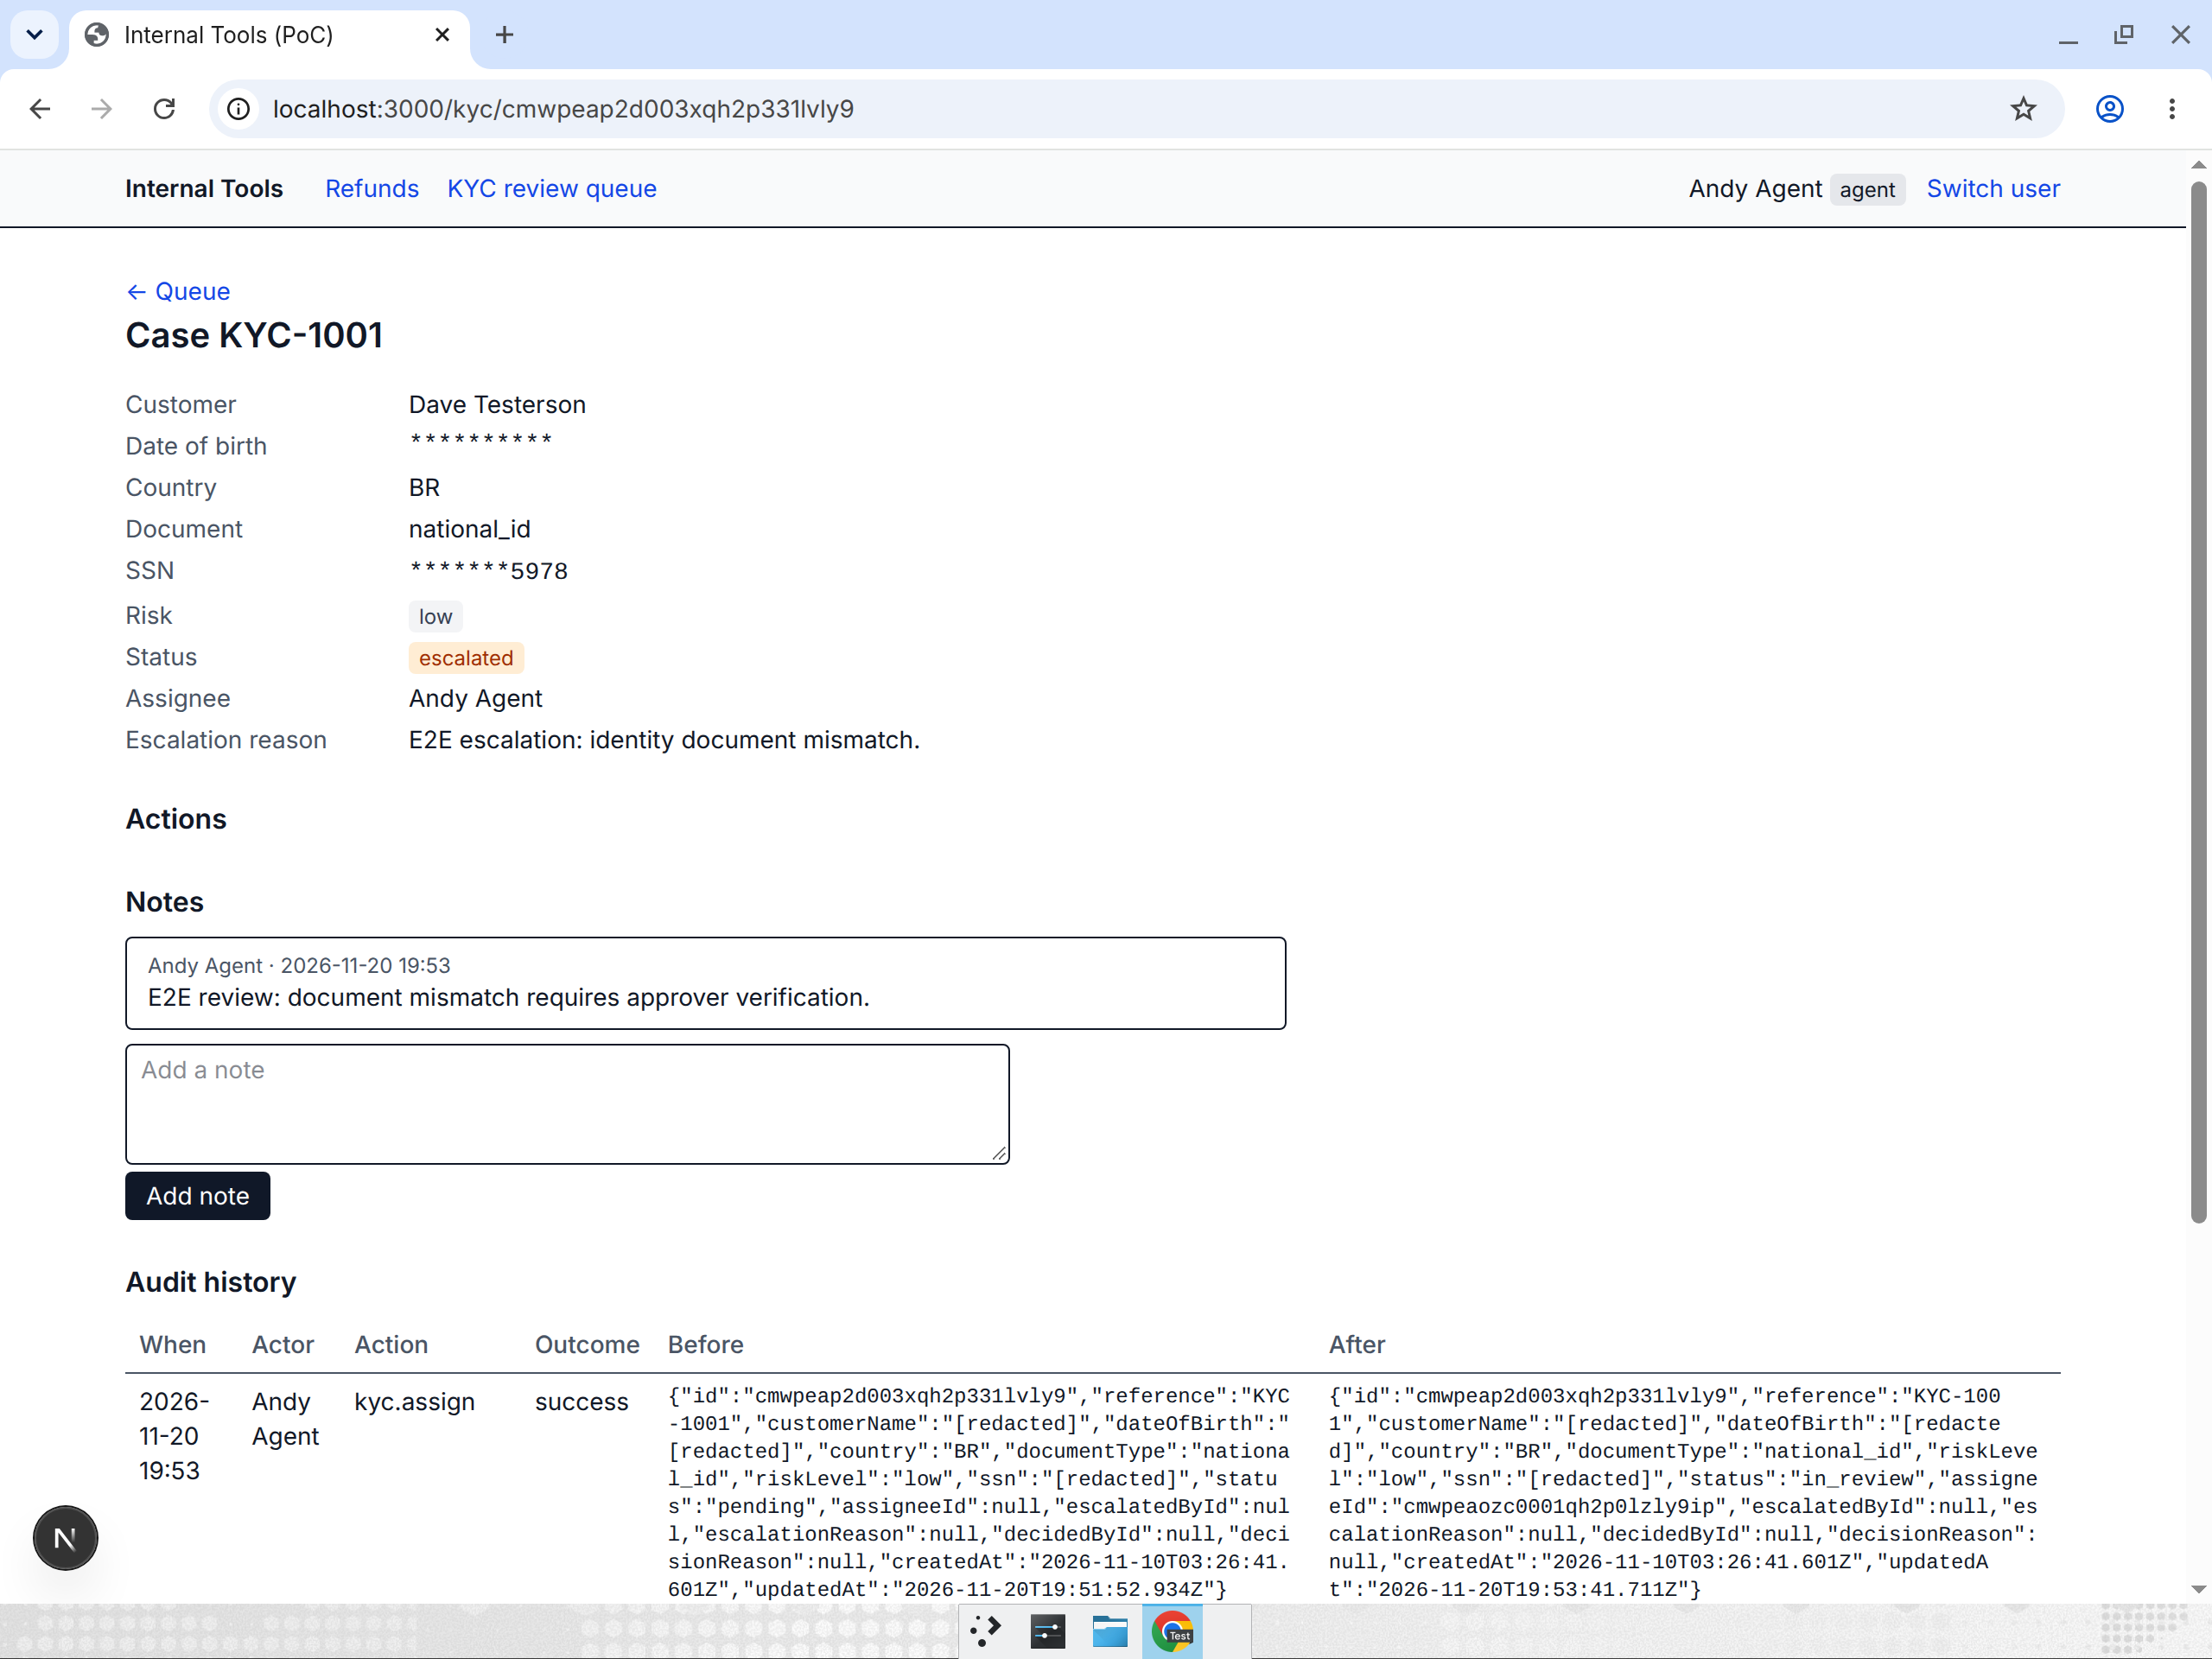 Internal Tools (PoC)
localhost:3000/kyc/cmwpeap2d003xqh2p331lvly9
Internal Tools Refunds KYC review queue Andy Agent agent Switch user
← Queue
Case KYC-1001
Customer Dave Testerson
Date of birth **********
Country BR
Document national_id
SSN *******5978
Risk low
Status escalated
Assignee Andy Agent
Escalation reason E2E escalation: identity document mismatch.
Actions
Notes
Andy Agent · 2026-11-20 19:53
E2E review: document mismatch requires approver verification.
Add a note
Add note
Audit history
When Actor Action Outcome Before After
2026-
11-20
19:53
Andy
Agent
kyc.assign
success
{"id":"cmwpeap2d003xqh2p331lvly9","reference":"KYC
-1001","customerName":"[redacted]","dateOfBirth":"
[redacted]","country":"BR","documentType":"nationa
l_id","riskLevel":"low","ssn":"[redacted]","statu
s":"pending","assigneeId":null,"escalatedById":nul
l,"escalationReason":null,"decidedById":null,"deci
sionReason":null,"createdAt":"2026-11-10T03:26:41.
601Z","updatedAt":"2026-11-20T19:51:52.934Z"}
{"id":"cmwpeap2d003xqh2p331lvly9","reference":"KYC-100
1","customerName":"[redacted]","dateOfBirth":"[redacte
d]","country":"BR","documentType":"national_id","riskLeve
l":"low","ssn":"[redacted]","status":"in_review","assigne
eId":"cmwpeaozc0001qh2p0lzly9ip","escalatedById":null,"es
calationReason":null,"decidedById":null,"decisionReason":
null,"createdAt":"2026-11-10T03:26:41.601Z","updatedA
t":"2026-11-20T19:53:41.711Z"}
N
Test